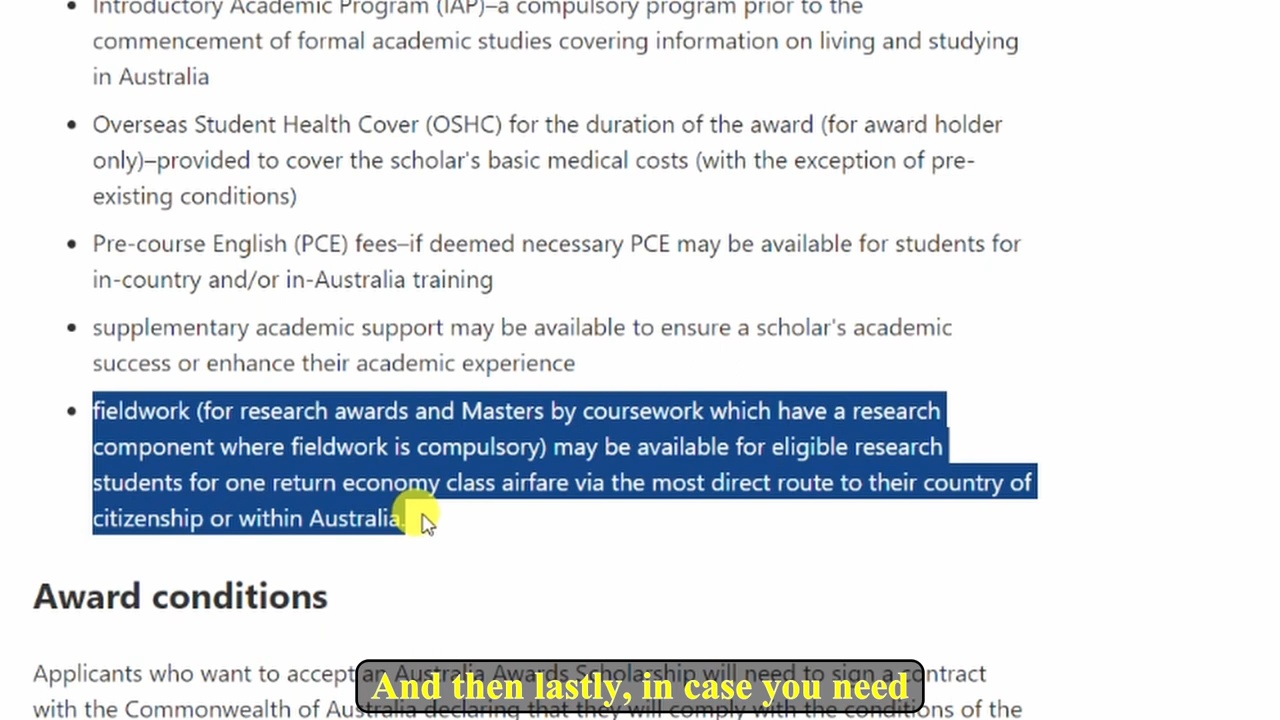 Introductory Academic Program (IAP)–a compulsory program prior to the
commencement of formal academic studies covering information on living and studying
in Australia
Overseas Student Health Cover (OSHC) for the duration of the award (for award holder
only)–provided to cover the scholar's basic medical costs (with the exception of pre-
existing conditions)
Pre-course English (PCE) fees–if deemed necessary PCE may be available for students for
in-country and/or in-Australia training
supplementary academic support may be available to ensure a scholar's academic
success or enhance their academic experience
fieldwork (for research awards and Masters by coursework which have a research
component where fieldwork is compulsory) may be available for eligible research
students for one return economy class airfare via the most direct route to their country of
citizenship or within Australia.
Award conditions
Applicants who want to accept an Australia Awards Scholarship will need to sign a contract
And then lastly, in case you need
with the Commonwealth of Australia declaring that they will comply with the conditions of the